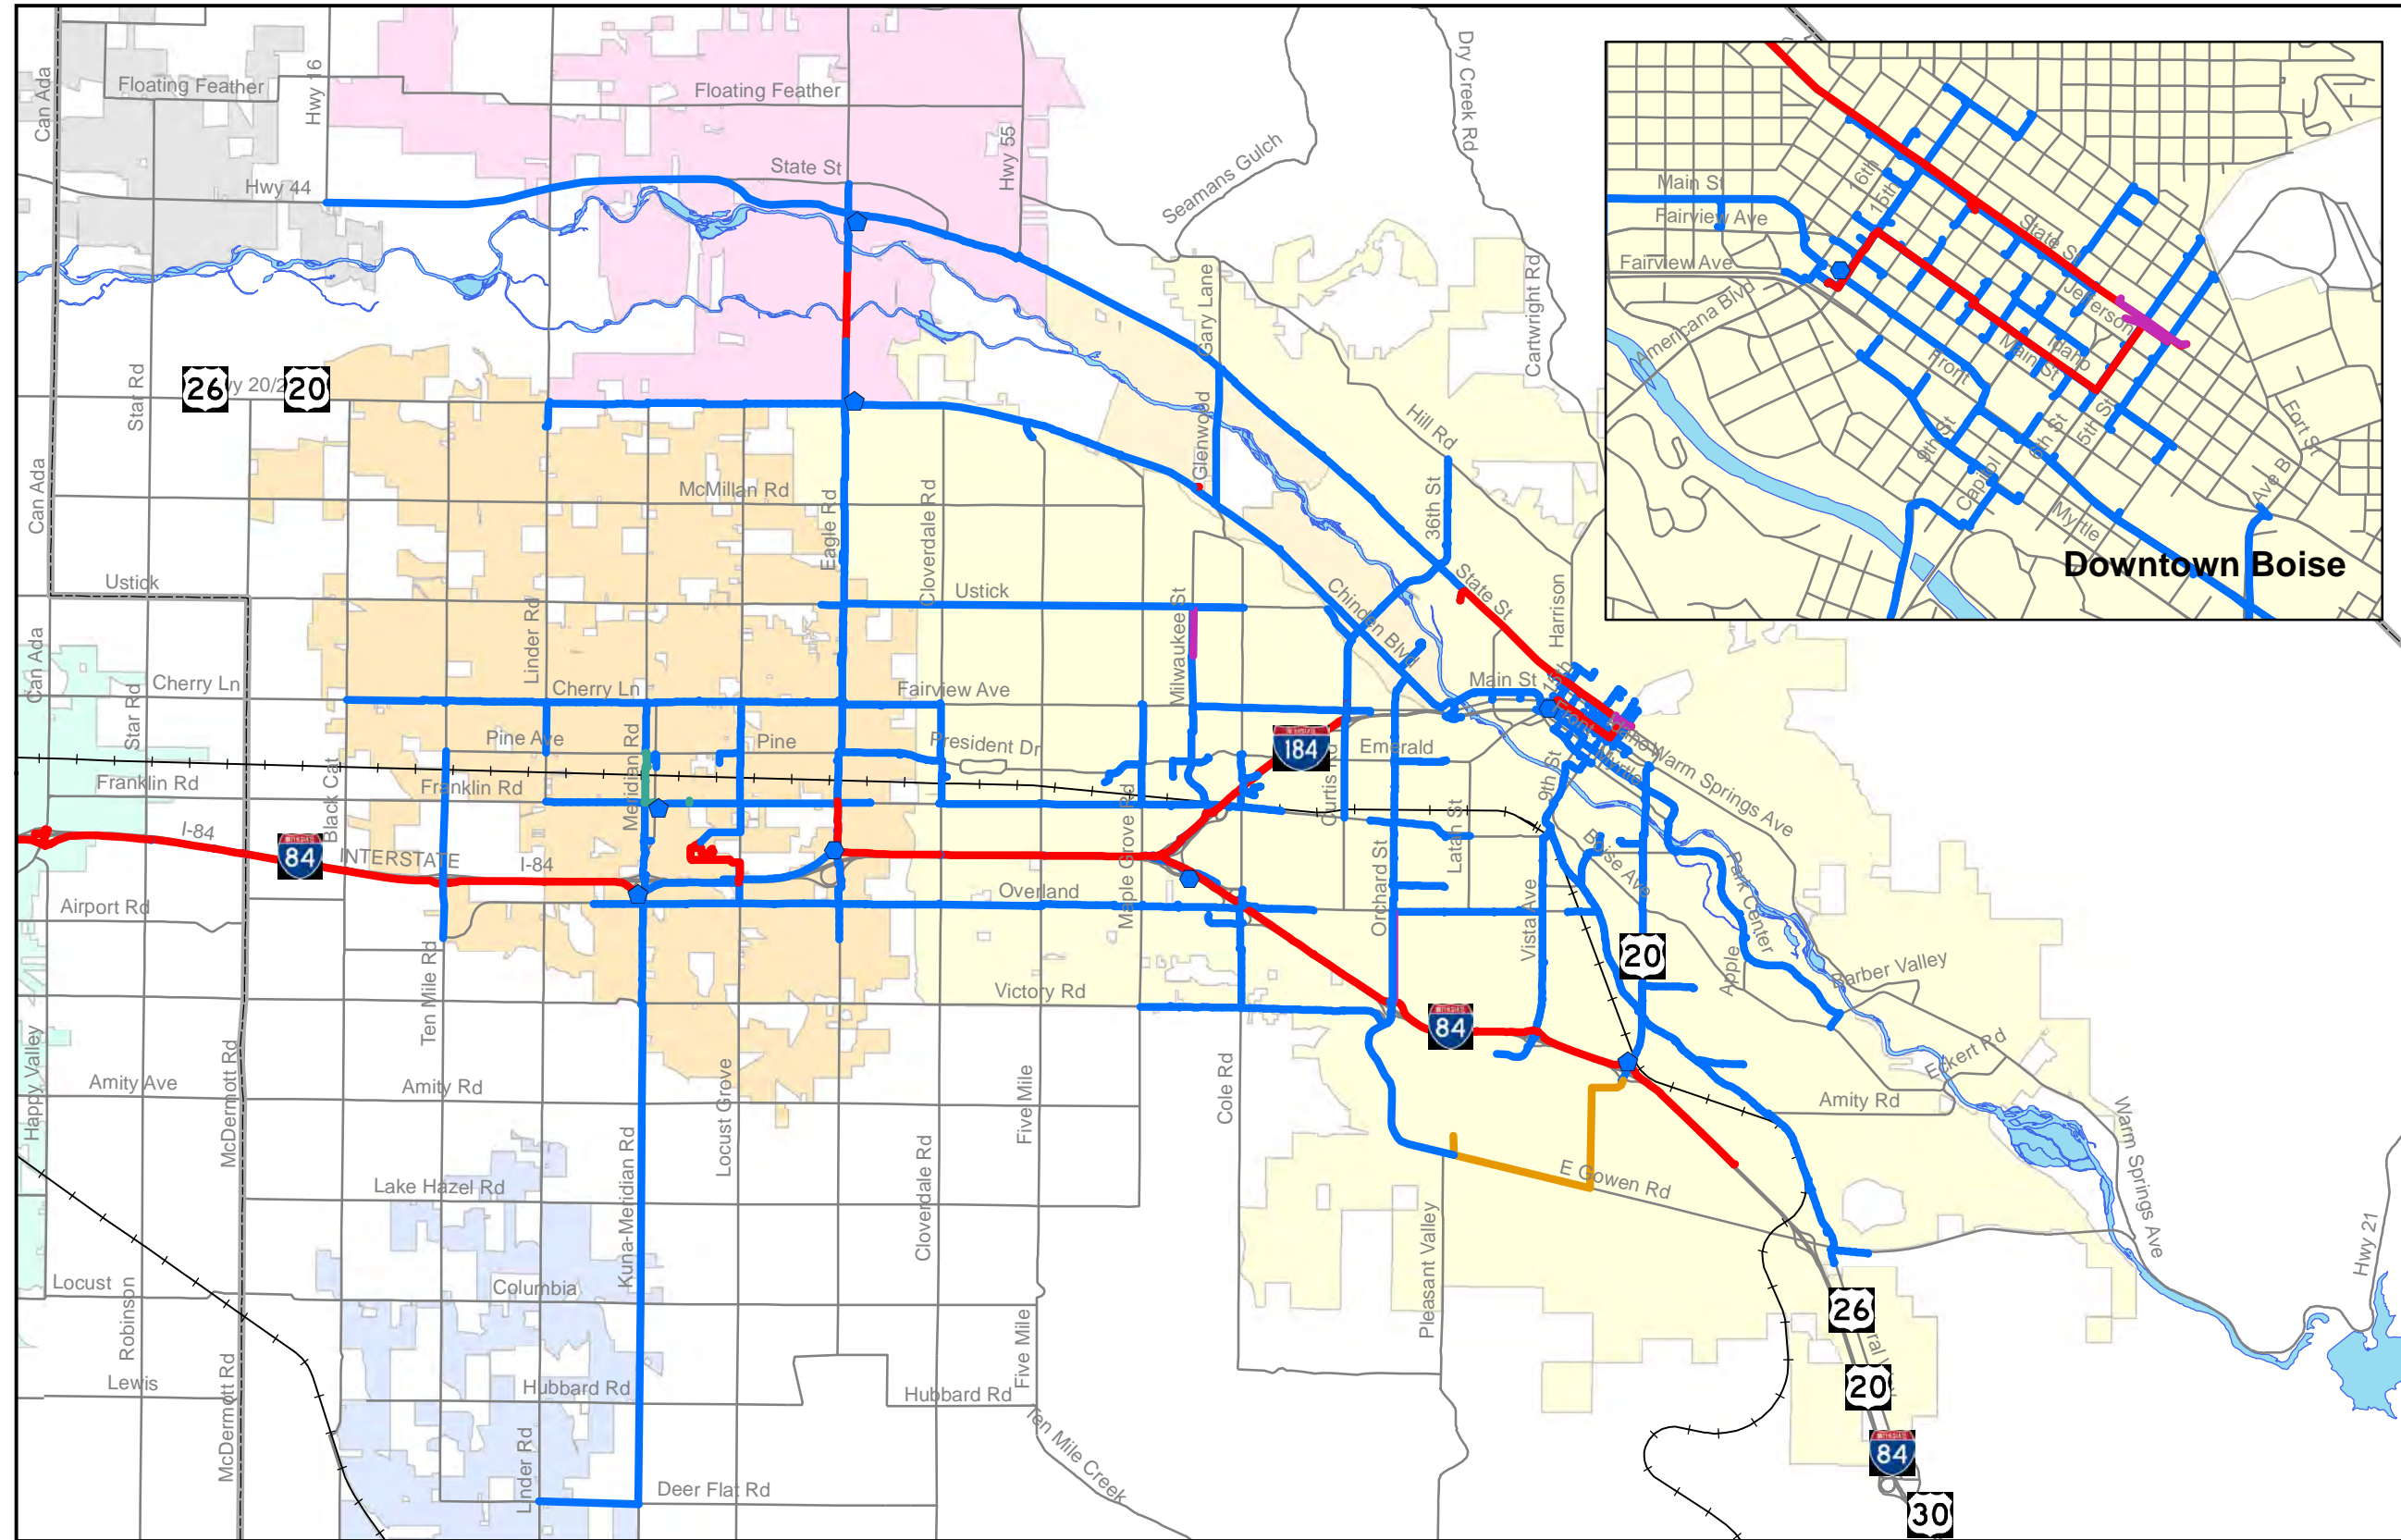 Can Ada
Floating Feather
Hwy 16
Floating Feather
Hwy 55
Dry Creek Rd
Seamans Gulch
State St
Hwy 44
Gary Lane
Cartwright Rd
Star Rd
26
20
Glenwood
Hill Rd
Can Ada
McMillan Rd
Eagle Rd
Cloverdale Rd
36th St
Ustick
Ustick
Linder Rd
Milwaukee St
Chinden Blvd
State St
Harrison
Can Ada
Star Rd
Cherry Ln
Cherry Ln
Fairview Ave
Main St
15th
Front
Idaho
Myrtle
Warm Springs Ave
Pine Ave
Meridian Rd
Pine
President Dr
184
Emerald
Franklin Rd
Black Cat
Franklin Rd
Maple Grove Rd
Curtis Rd
Latah St
9th St
I-84
84
INTERSTATE
I-84
Boise Ave
Park Center
Airport Rd
Overland
Orchard St
Vista Ave
20
Apple
Barber Valley
Ten Mile Rd
Victory Rd
84
Happy Valley
McDermott Rd
Amity Ave
Amity Rd
Locust Grove
Five Mile
Cole Rd
Eckert Rd
Amity Rd
Warm Springs Ave
Kuna-Meridian Rd
Cloverdale Rd
Lake Hazel Rd
E Gowen Rd
Pleasant Valley
Hwy 21
Locust
Robinson
Columbia
Five Mile
26
Lewis
McDermott Rd
Hubbard Rd
Hubbard Rd
20
Ten Mile Creek
84
Deer Flat Rd
30
Main St
Fairview Ave
Fairview Ave
Americana Blvd
16th
15th
State St
Jefferson
Idaho
Main St
Front
9th St
Capitol
6th St
5th St
Myrtle
Fort St
Ave B
Downtown Boise